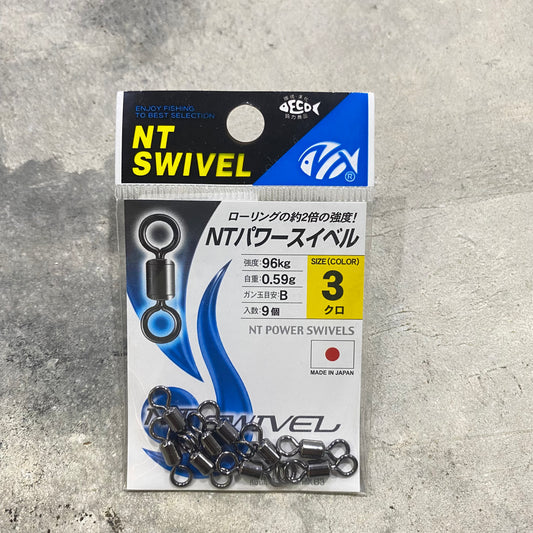 ENJOY FISHING
TO BEST SELECTION
NT
SWIVEL
ECO
®
ローリングの約2倍の強度!
NTパワースイベル
強度:96kg
自重:0.59g
ガン玉目安:B
入数:9個
SIZE(COLOR)
3
クロ
NT POWER SWIVELS
MADE IN JAPAN
SWIVEL